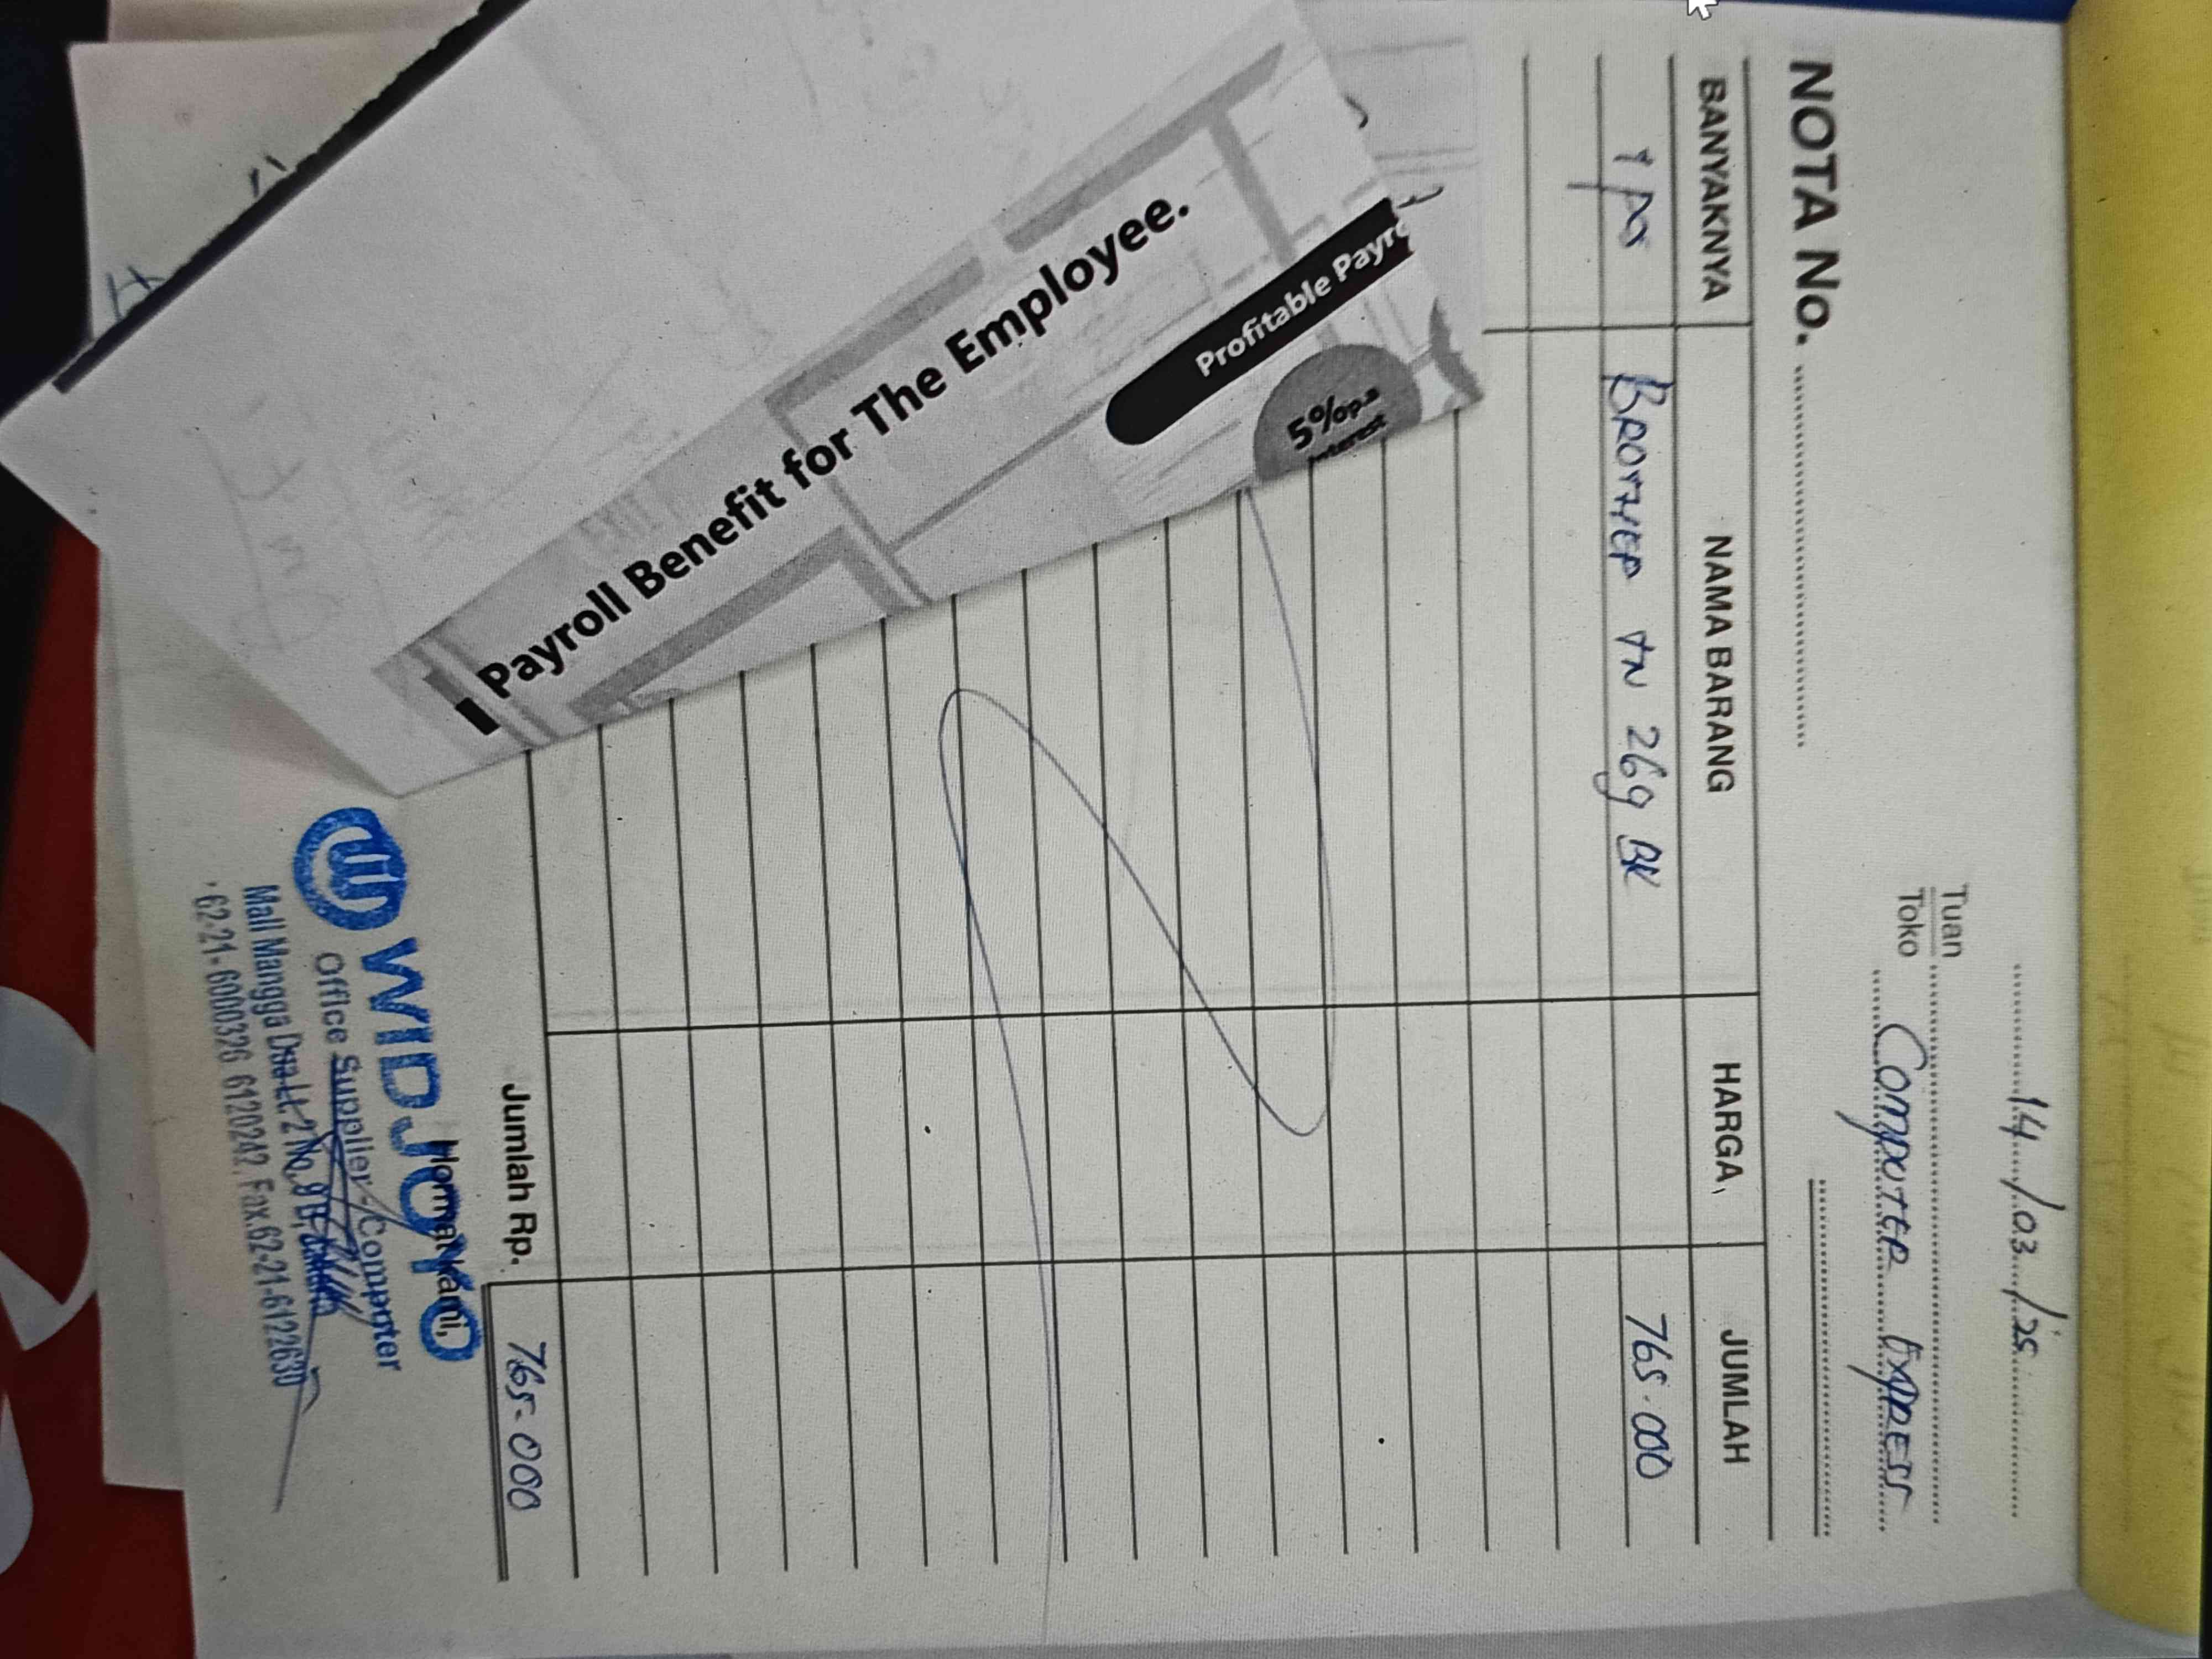 14/03/25
Tuan
Toko Computer Express
NOTA No.
BANYAKNYA NAMA BARANG HARGA JUMLAH
1 pcs BROTHER TN 269 BK 765.000
Jumlah Rp. 765.000
Hormat kami,
WIDJOYO
Office Supplier - Computer
Mall Mangga Dua Lt. 2 No.
62-21-6000326 6120242 Fax.62-21-6122630
Payroll Benefit for The Employee.
Profitable Payro
5%p.a
interest